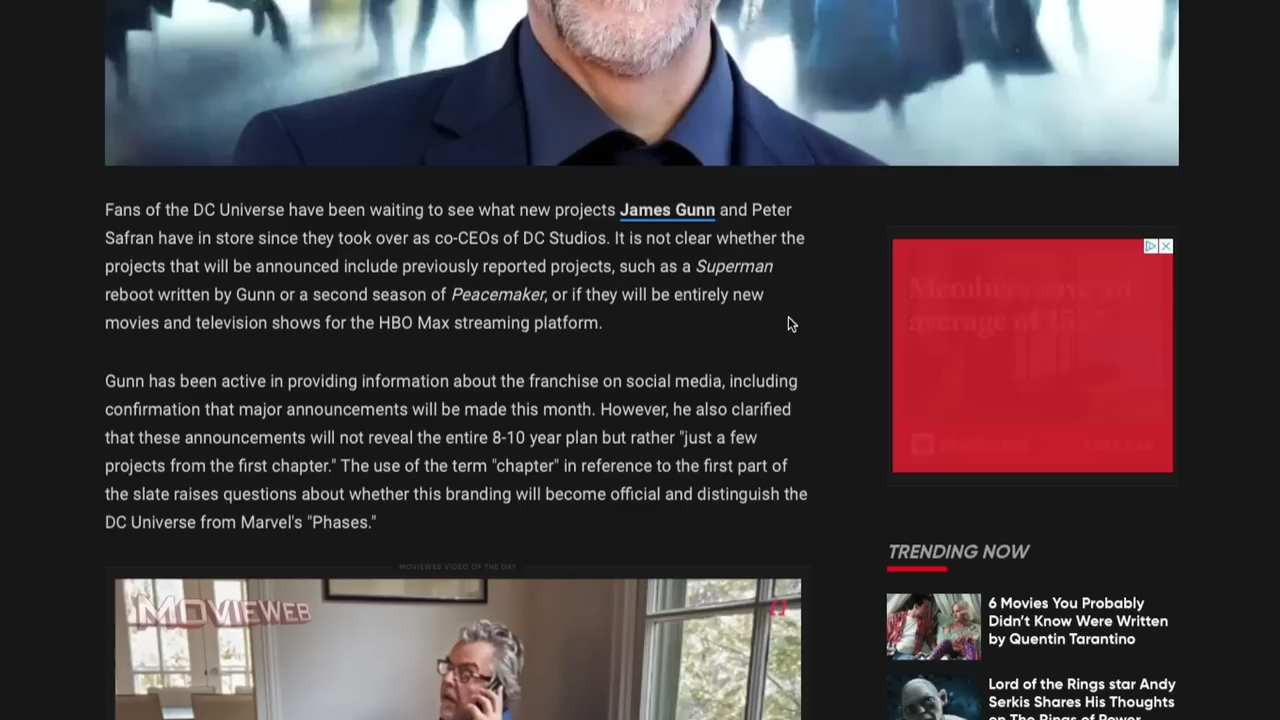 Fans of the DC Universe have been waiting to see what new projects James Gunn and Peter
Safran have in store since they took over as co-CEOs of DC Studios. It is not clear whether the
projects that will be announced include previously reported projects, such as a Superman
reboot written by Gunn or a second season of Peacemaker, or if they will be entirely new
movies and television shows for the HBO Max streaming platform.
Gunn has been active in providing information about the franchise on social media, including
confirmation that major announcements will be made this month. However, he also clarified
that these announcements will not reveal the entire 8-10 year plan but rather "just a few
projects from the first chapter." The use of the term "chapter" in reference to the first part of
the slate raises questions about whether this branding will become official and distinguish the
DC Universe from Marvel's "Phases."
MOVIEWEB VIDEO OF THE DAY
MOVIEWEB
Members save
average of
TRENDING NOW
6 Movies You Probably
Didn't Know Were Written
by Quentin Tarantino
Lord of the Rings star Andy
Serkis Shares His Thoughts
on The Rings of Power